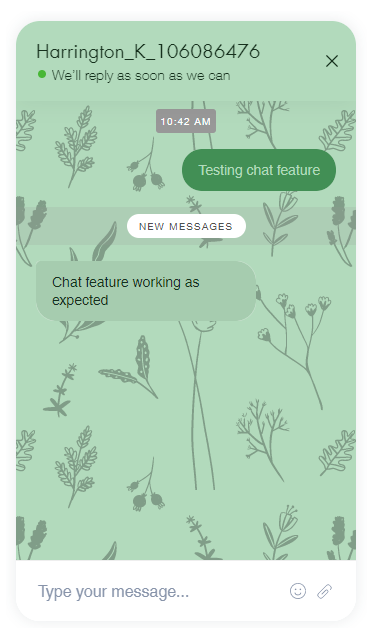 Harrington_K_106086476
We'll reply as soon as we can
10:42 AM
Testing chat feature
NEW MESSAGES
Chat feature working as
expected
Type your message...